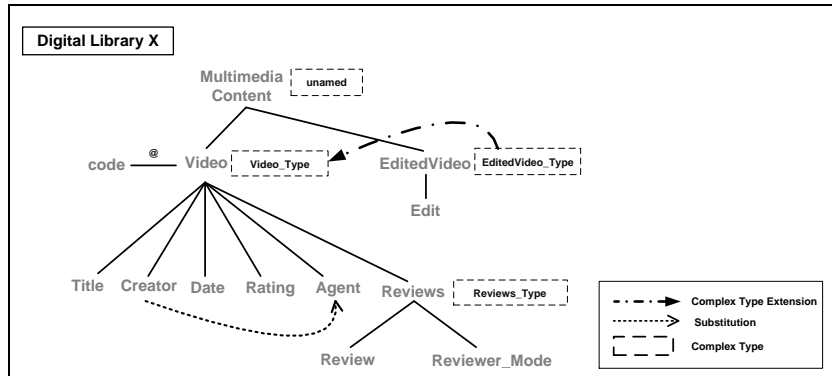 Digital Library X
Multimedia
Content
unamed
code
@
Video
Video_Type
EditedVideo
EditedVideo_Type
Edit
Title
Creator
Date
Rating
Agent
Reviews
Reviews_Type
Review
Reviewer_Mode
Complex Type Extension
Substitution
Complex Type